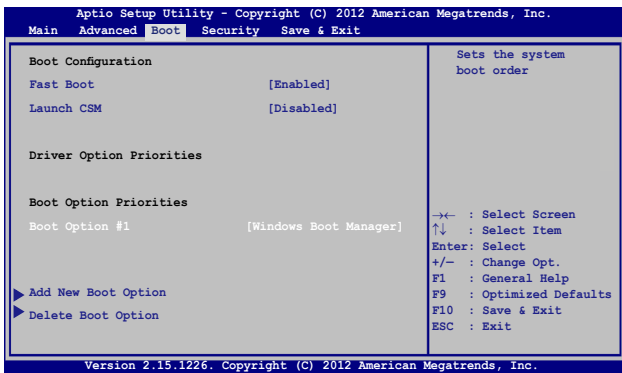 Aptio Setup Utility - Copyright (C) 2012 American Megatrends, Inc.
Main Advanced Boot Security Save & Exit
Boot Configuration
Fast Boot [Enabled]
Launch CSM [Disabled]
Driver Option Priorities
Boot Option Priorities
Boot Option #1 [Windows Boot Manager]
Add New Boot Option
Delete Boot Option
Sets the system
boot order
→← : Select Screen
↑↓ : Select Item
Enter: Select
+/— : Change Opt.
F1 : General Help
F9 : Optimized Defaults
F10 : Save & Exit
ESC : Exit
Version 2.15.1226. Copyright (C) 2012 American Megatrends, Inc.